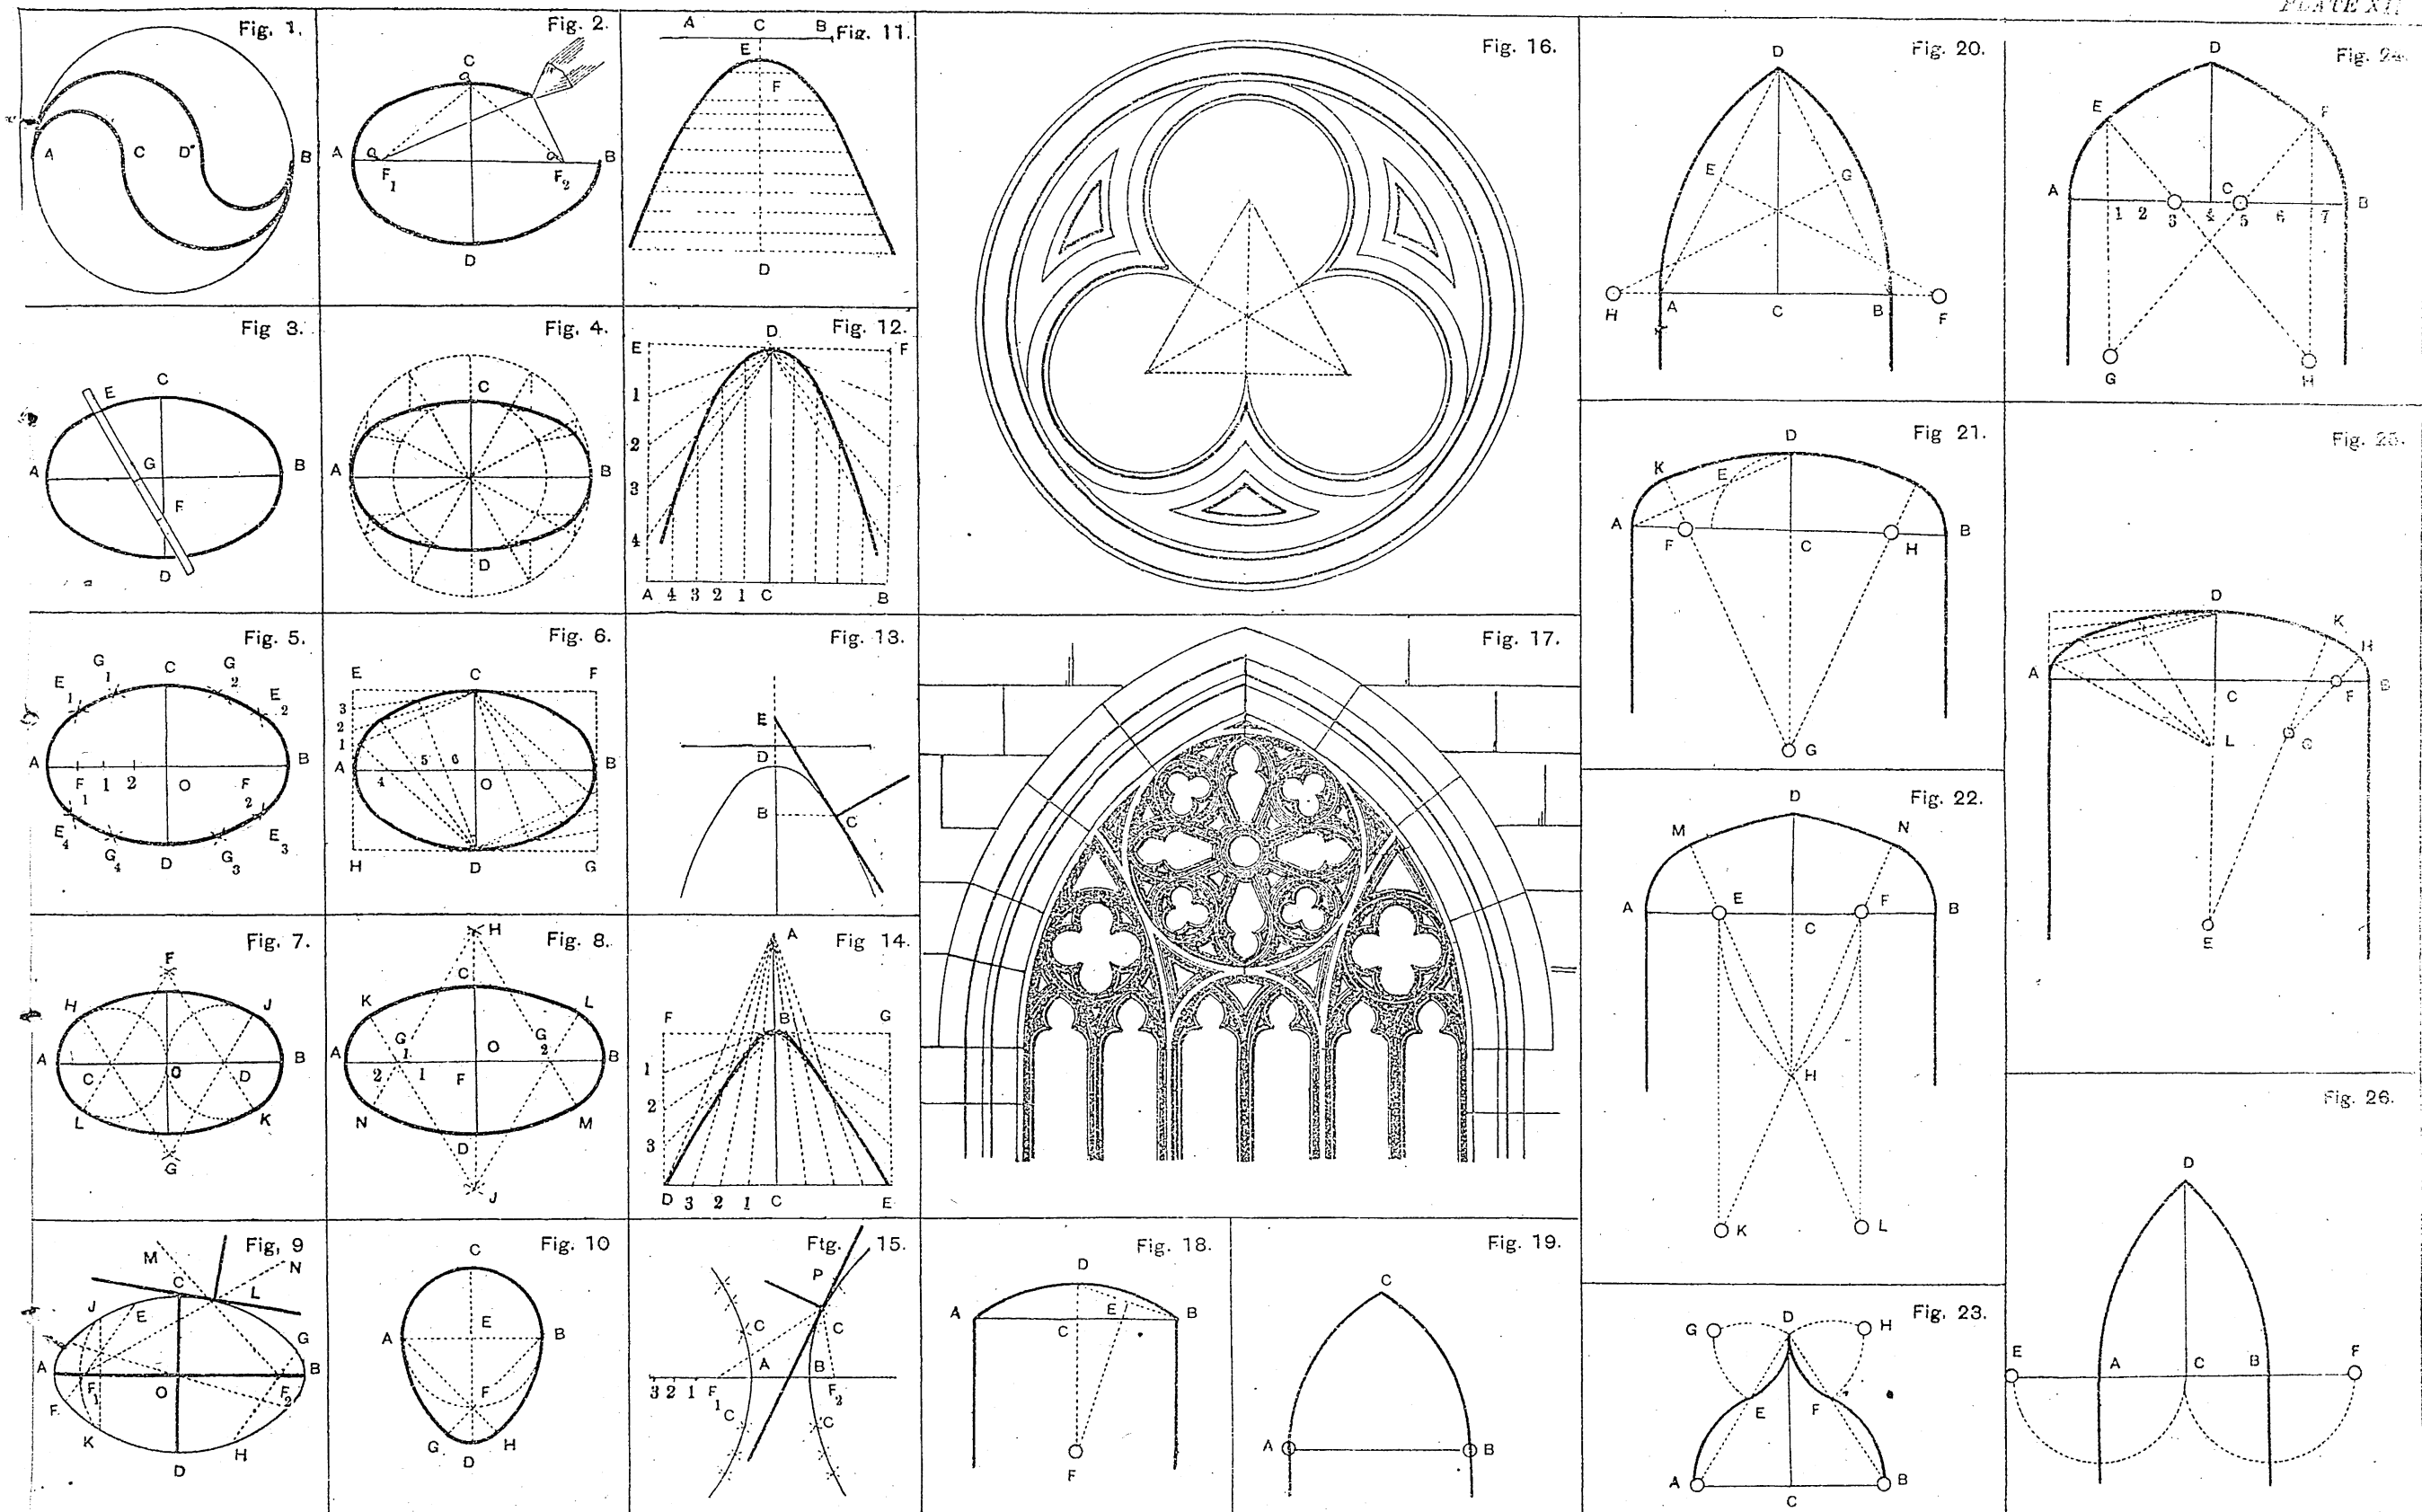 PLATE XII
Fig. 1.
A C D B
Fig. 2.
C
A B
F1 F2
D
Fig. 11.
A C B
E
F
D
Fig. 16.
Fig. 20.
D
E G
H A C B F
Fig. 24.
D
E F
A C B
1 2 3 4 5 6 7
G H
Fig 3.
E C
A G B
F
D
Fig. 4.
C
A B
D
Fig. 12.
D
E F
1
2
3
4
A 4 3 2 1 C B
Fig 21.
D
K E
A B
F C H
G
Fig. 25.
D
K
H
A B
C F
G
L
E
Fig. 5.
G1 C G2
E1 E2
A B
F1 1 2 O F2
E4 E3
G4 D G3
Fig. 6.
E C F
3
2
1
A 5 6 B
4 O
H D G
Fig. 13.
E
D
B C
Fig. 17.
Fig. 22.
D
M N
A E F B
C
H
K L
Fig. 7.
F
H J
A B
C O D
L K
G
Fig. 8.
H
C
K L
A G1 O G2 B
2 1 F
N M
D
J
Fig 14.
A
F B G
1
2
3
D 3 2 1 C E
Fig. 26.
D
E A C B F
Fig, 9
M N
C L
J E
G
A B
F1 O F2
F
K H
D
Fig. 10
C
E
A B
F
G H
D
Ftg. 15.
P
C C
A B
3 2 1 F1 F2
C C
Fig. 18.
D
A E B
C
F
Fig. 19.
C
A B
Fig. 23.
G D H
E F
A B
C